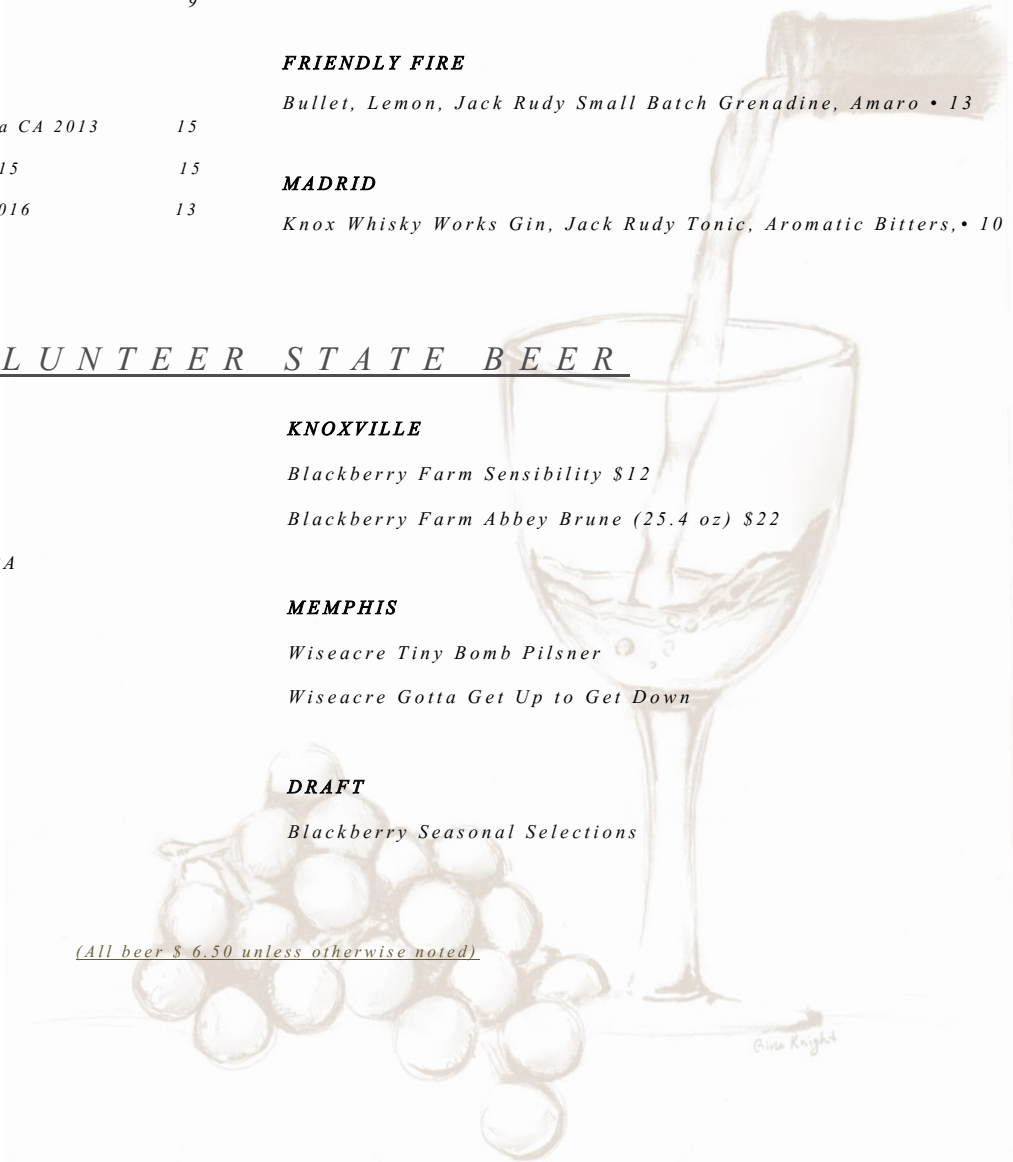 9
FRIENDLY FIRE
Bullet, Lemon, Jack Rudy Small Batch Grenadine, Amaro • 13
a CA 2013 15
15 15
016 13
MADRID
Knox Whisky Works Gin, Jack Rudy Tonic, Aromatic Bitters,• 10
LUNTEER STATE BEER
KNOXVILLE
Blackberry Farm Sensibility $12
Blackberry Farm Abbey Brune (25.4 oz) $22
A
MEMPHIS
Wiseacre Tiny Bomb Pilsner
Wiseacre Gotta Get Up to Get Down
DRAFT
Blackberry Seasonal Selections
(All beer $ 6.50 unless otherwise noted)
Gina Knight